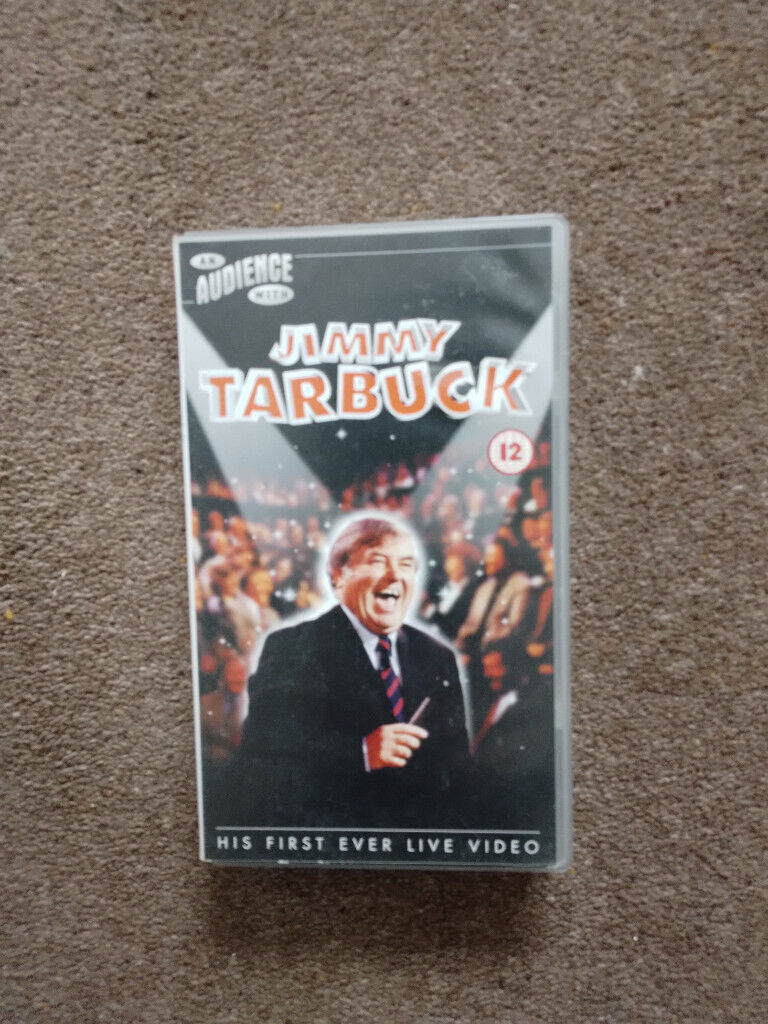 AN
AUDIENCE
WITH
JIMMY
TARBUCK
12
HIS FIRST EVER LIVE VIDEO